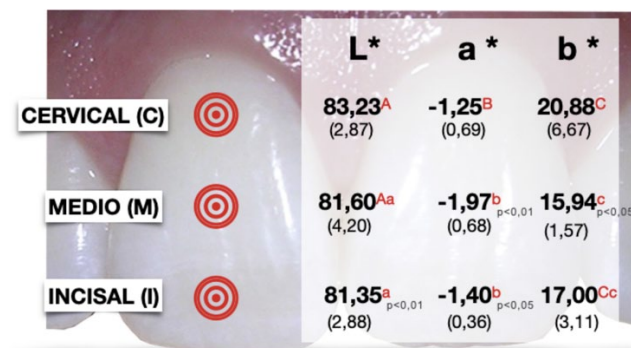 L* a* b*
CERVICAL (C) 83,23A -1,25B 20,88C
(2,87) (0,69) (6,67)
MEDIO (M) 81,60Aa -1,97b p<0,01 15,94c p<0,05
(4,20) (0,68) (1,57)
INCISAL (I) 81,35a p<0,01 -1,40b p<0,05 17,00Cc
(2,88) (0,36) (3,11)